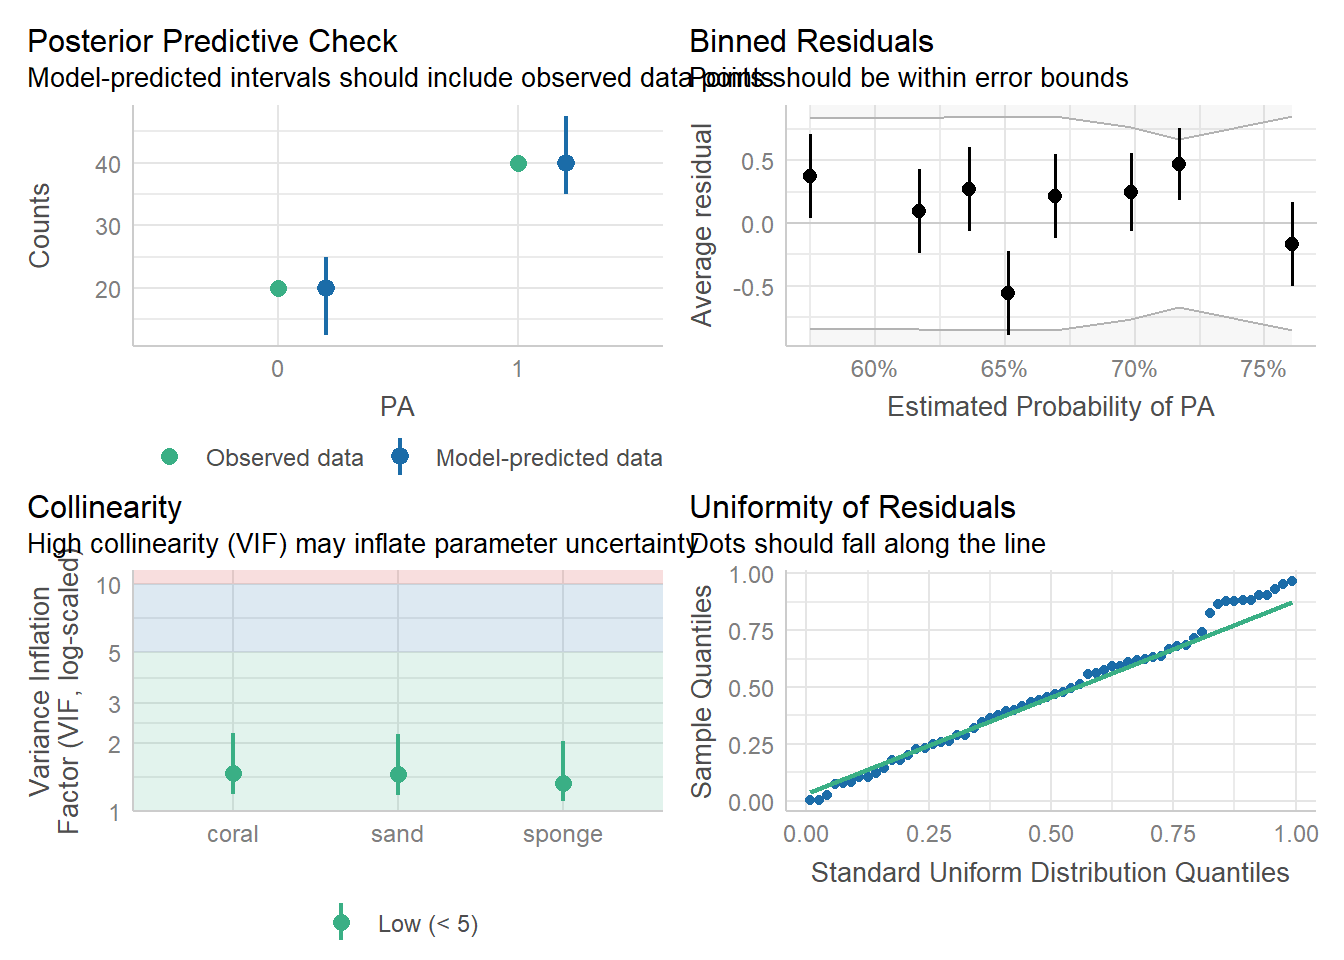 Posterior Predictive Check
Model-predicted intervals should include observed data points
Counts
40
30
20
0
1
PA
Observed data
Model-predicted data
Binned Residuals
Points should be within error bounds
Average residual
0.5
0.0
-0.5
60%
65%
70%
75%
Estimated Probability of PA
Collinearity
High collinearity (VIF) may inflate parameter uncertainty
Variance Inflation
Factor (VIF, log-scaled)
10
5
3
2
1
coral
sand
sponge
Low (< 5)
Uniformity of Residuals
Dots should fall along the line
Sample Quantiles
1.00
0.75
0.50
0.25
0.00
0.00
0.25
0.50
0.75
1.00
Standard Uniform Distribution Quantiles